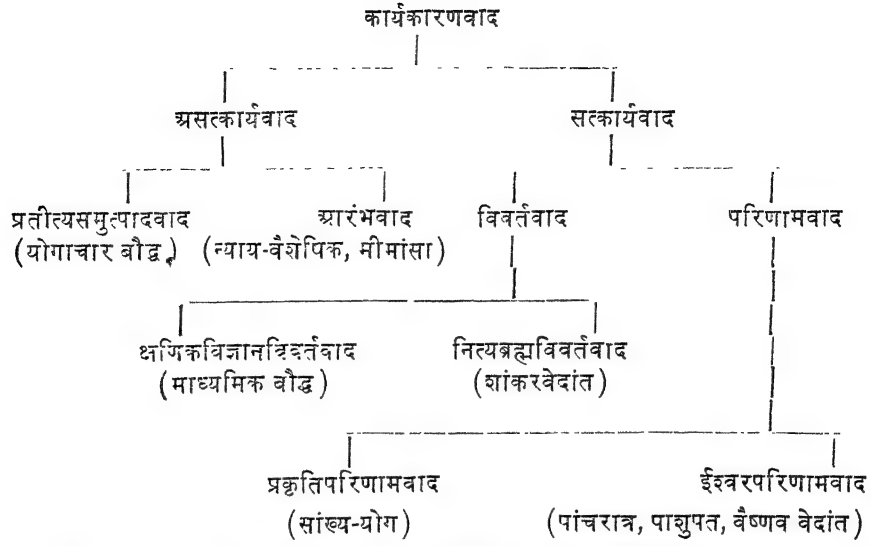 कार्यकारणवाद
असत्कार्यवाद सत्कार्यवाद
प्रतीत्यसमुत्पादवाद आरंभवाद विवर्तवाद परिणामवाद
(योगाचार बौद्ध) (न्याय-वैशेषिक, मीमांसा)
क्षणिकविज्ञानविवर्तवाद नित्यब्रह्मविवर्तवाद
(माध्यमिक बौद्ध) (शांकरवेदांत)
प्रकृतिपरिणामवाद ईश्वरपरिणामवाद
(सांख्य-योग) (पांचरात्र, पाशुपत, वैष्णव वेदांत)